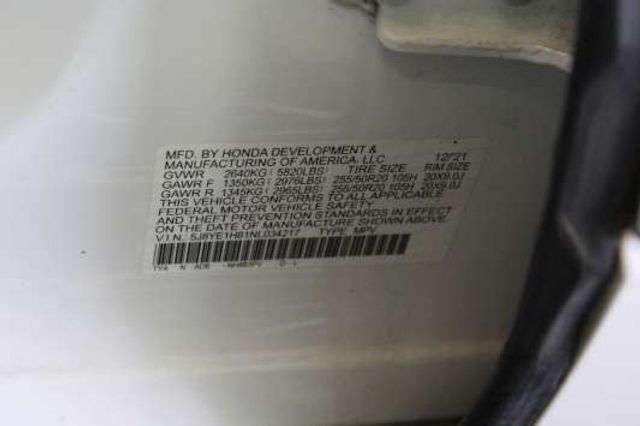 MFD. BY HONDA DEVELOPMENT & 
MANUFACTURING OF AMERICA, LLC 12/21
GVWR 2640KG( 5820LBS) TIRE SIZE RIM SIZE
GAWR F 1350KG( 2976LBS) 255/50R20 105H 20X9.0J
GAWR R 1345KG( 2965LBS) 255/50R20 105H 20X9.0J
THIS VEHICLE CONFORMS TO ALL APPLICABLE
FEDERAL MOTOR VEHICLE SAFETY
AND THEFT PREVENTION STANDARDS IN EFFECT
ON THE DATE OF MANUFACTURE SHOWN ABOVE.
V.I.N. 5J8YE1H81NL034217 TYPE MPV